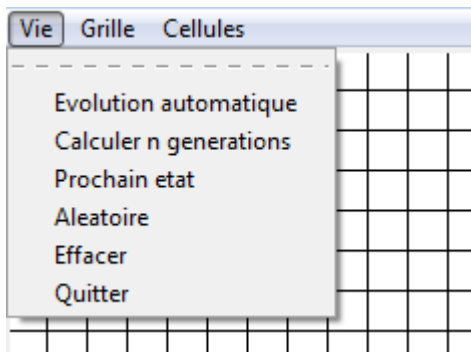 Vie Grille Cellules
Evolution automatique
Calculer n generations
Prochain etat
Aleatoire
Effacer
Quitter